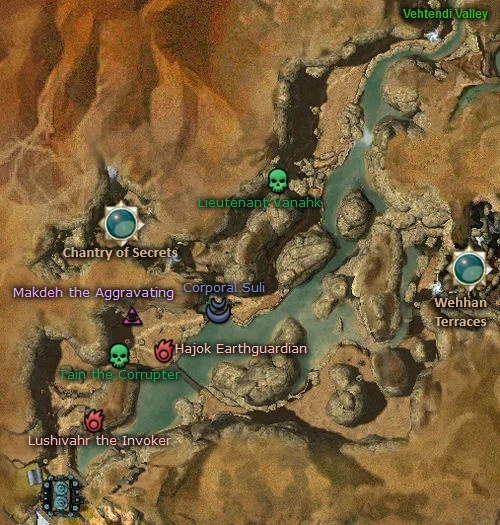 Vehtendi Valley
Lieutenant Vanahk
Chantry of Secrets
Corporal Suli
Makdeh the Aggravating
Wehhan
Terraces
Hajok Earthguardian
Tain the Corrupter
Lushivahr the Invoker